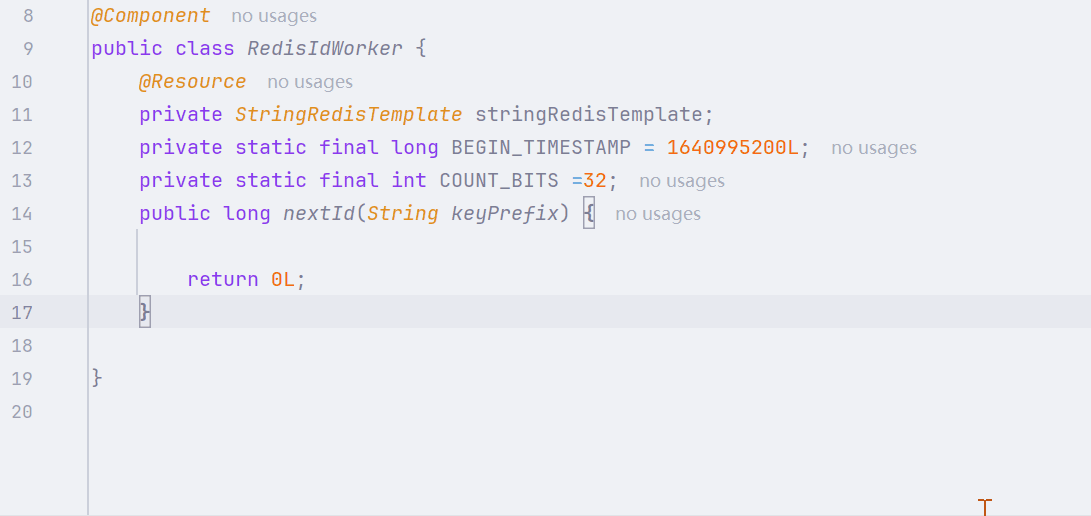 8 @Component no usages
9 public class RedisIdWorker {
10 @Resource no usages
11 private StringRedisTemplate stringRedisTemplate;
12 private static final long BEGIN_TIMESTAMP = 1640995200L; no usages
13 private static final int COUNT_BITS =32; no usages
14 public long nextId(String keyPrefix) { no usages
15
16 return 0L;
17 }
18
19 }
20